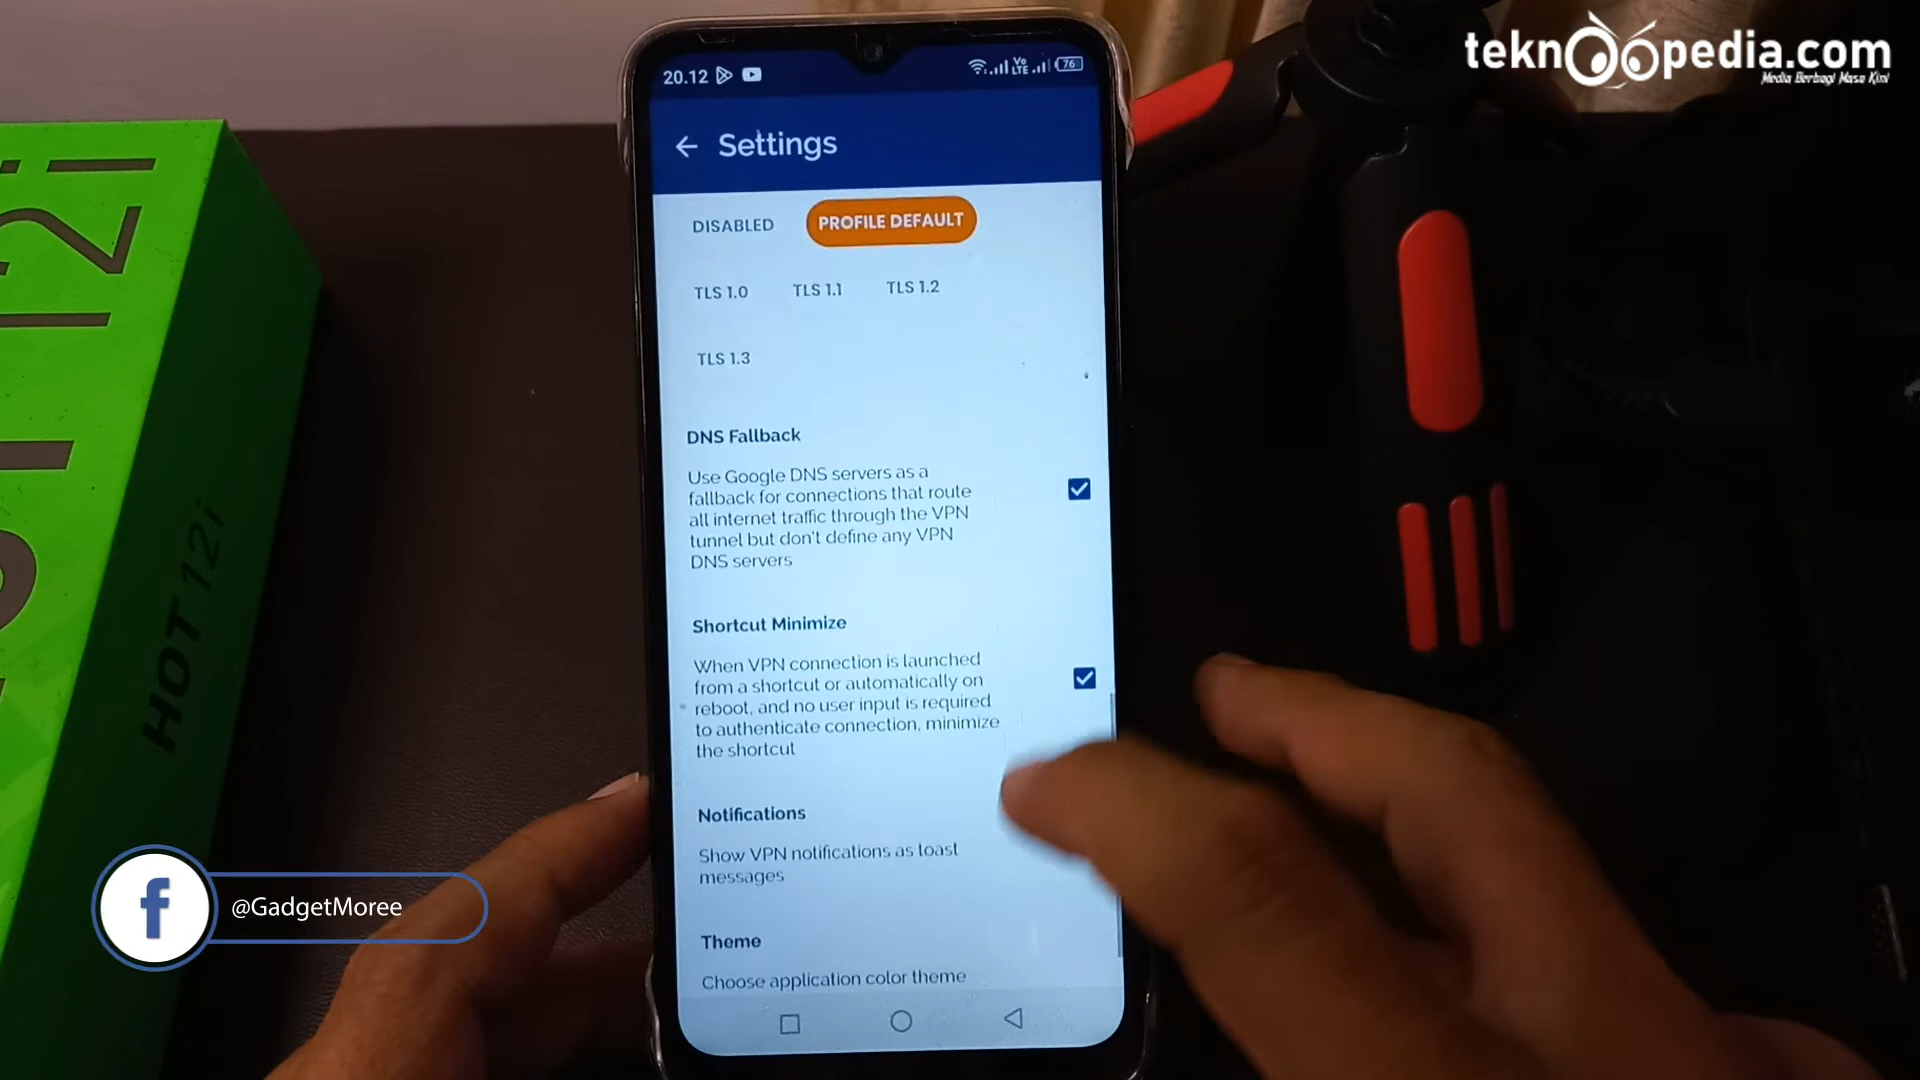 teknoopedia.com
Media Berbagi Masa Kini
20.12
Vo
LTE
76
Settings
DISABLED
PROFILE DEFAULT
TLS 1.0
TLS 1.1
TLS 1.2
TLS 1.3
DNS Fallback
Use Google DNS servers as a
fallback for connections that route
all internet traffic through the VPN
tunnel but don't define any VPN
DNS servers
Shortcut Minimize
When VPN connection is launched
from a shortcut or automatically on
reboot, and no user input is required
to authenticate connection, minimize
the shortcut
Notifications
Show VPN notifications as toast
messages
Theme
Choose application color theme
HOT 12i
f
@GadgetMoree